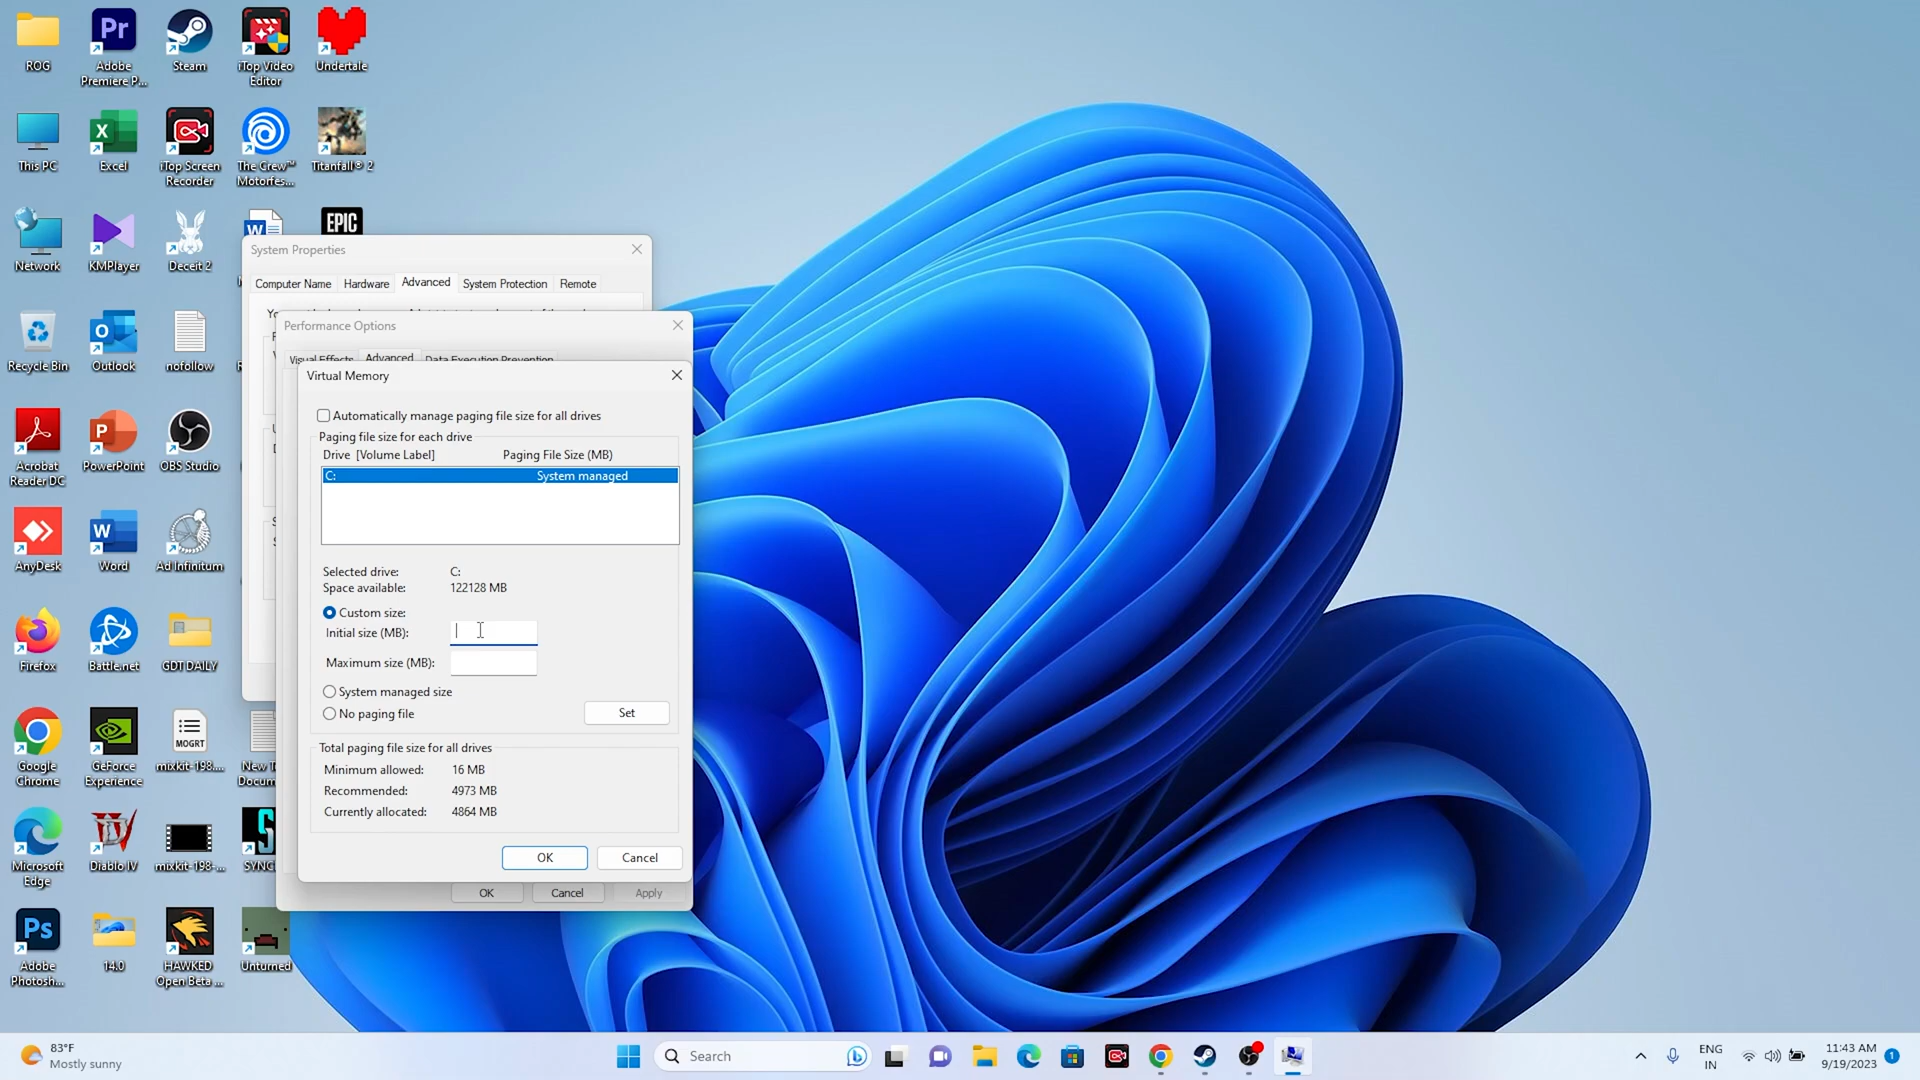 ROG
Pr
Adobe
Premiere P...
Steam
iTop Video
Editor
Undertale
This PC
X
Excel
iTop Screen
Recorder
The Crew™
Motorfes...
Titanfall® 2
Network
KMPlayer
Deceit 2
W
EPIC
Recycle Bin
O
Outlook
nofollow
Acrobat
Reader DC
P
PowerPoint
OBS Studio
AnyDesk
W
Word
Ad Infinitum
Firefox
Battle.net
GDT DAILY
Google
Chrome
GeForce
Experience
MOGRT
mixkit-198....
New T
Docum
Microsoft
Edge
Diablo IV
mixkit-198-...
S
SYNC
Ps
Adobe
Photosh...
14.0
HAWKED
Open Beta ...
Unturned
System Properties
Computer Name
Hardware
Advanced
System Protection
Remote
Performance Options
Visual Effects
Advanced
Data Execution Prevention
Virtual Memory
Automatically manage paging file size for all drives
Paging file size for each drive
Drive [Volume Label]
Paging File Size (MB)
C:
System managed
Selected drive:
C:
Space available:
122128 MB
Custom size:
Initial size (MB):
Maximum size (MB):
System managed size
No paging file
Set
Total paging file size for all drives
Minimum allowed:
16 MB
Recommended:
4973 MB
Currently allocated:
4864 MB
OK
Cancel
OK
Cancel
Apply
83°F
Mostly sunny
Search
ENG
IN
11:43 AM
9/19/2023
1